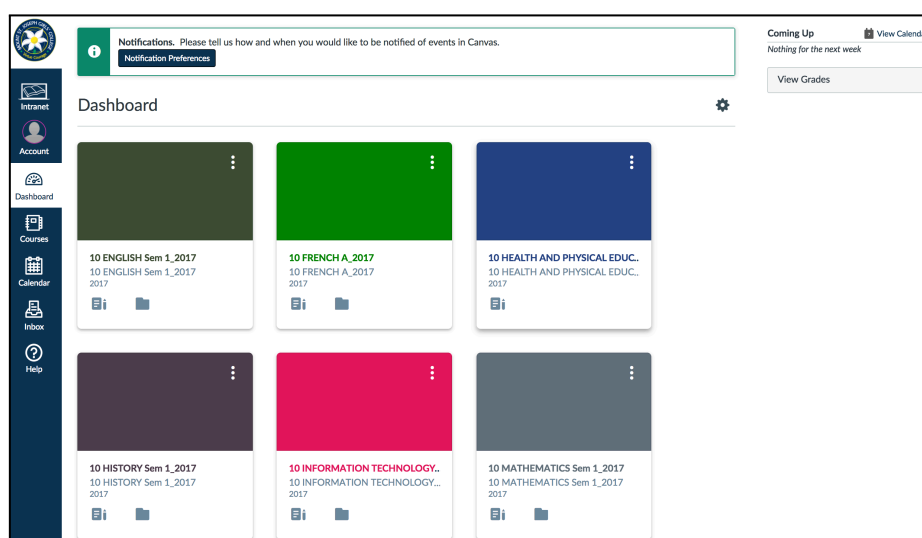 Intranet
Account
Dashboard
Courses
Calendar
Inbox
Help
Notifications. Please tell us how and when you would like to be notified of events in Canvas.
Notification Preferences
Dashboard
10 ENGLISH Sem 1_2017
10 ENGLISH Sem 1_2017
2017
10 FRENCH A_2017
10 FRENCH A_2017
2017
10 HEALTH AND PHYSICAL EDUC..
10 HEALTH AND PHYSICAL EDUC..
2017
10 HISTORY Sem 1_2017
10 HISTORY Sem 1_2017
2017
10 INFORMATION TECHNOLOGY..
10 INFORMATION TECHNOLOGY...
2017
10 MATHEMATICS Sem 1_2017
10 MATHEMATICS Sem 1_2017
2017
Coming Up
View Calenda
Nothing for the next week
View Grades